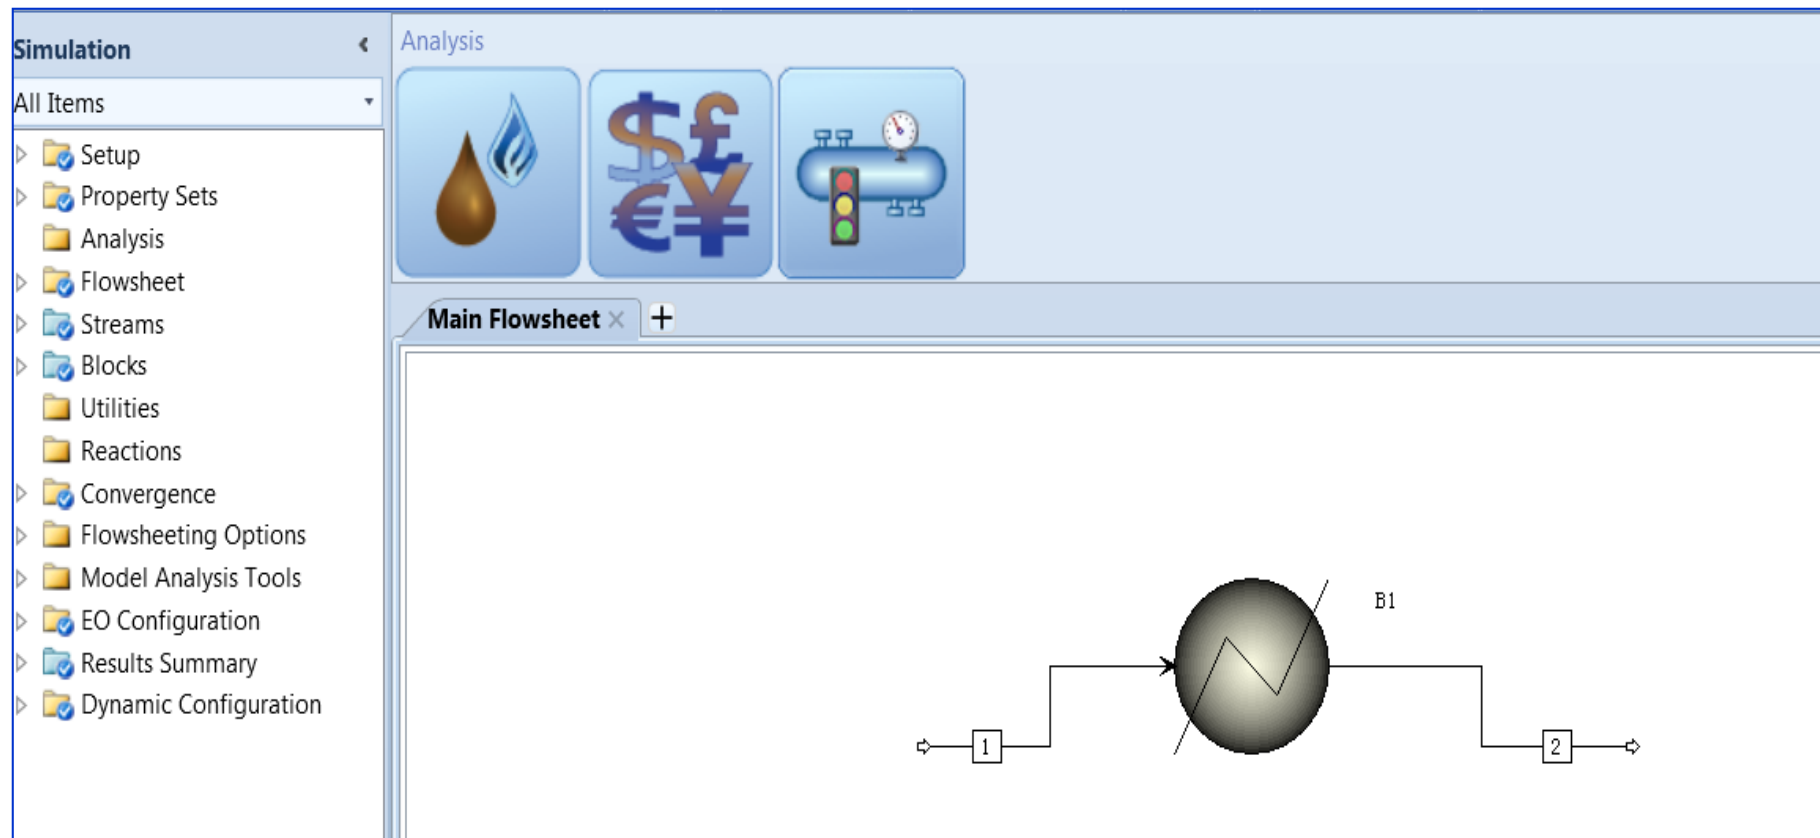 Simulation
All Items
Setup
Property Sets
Analysis
Flowsheet
Streams
Blocks
Utilities
Reactions
Convergence
Flowsheeting Options
Model Analysis Tools
EO Configuration
Results Summary
Dynamic Configuration
Analysis
$£€¥
Main Flowsheet
B1
1
2